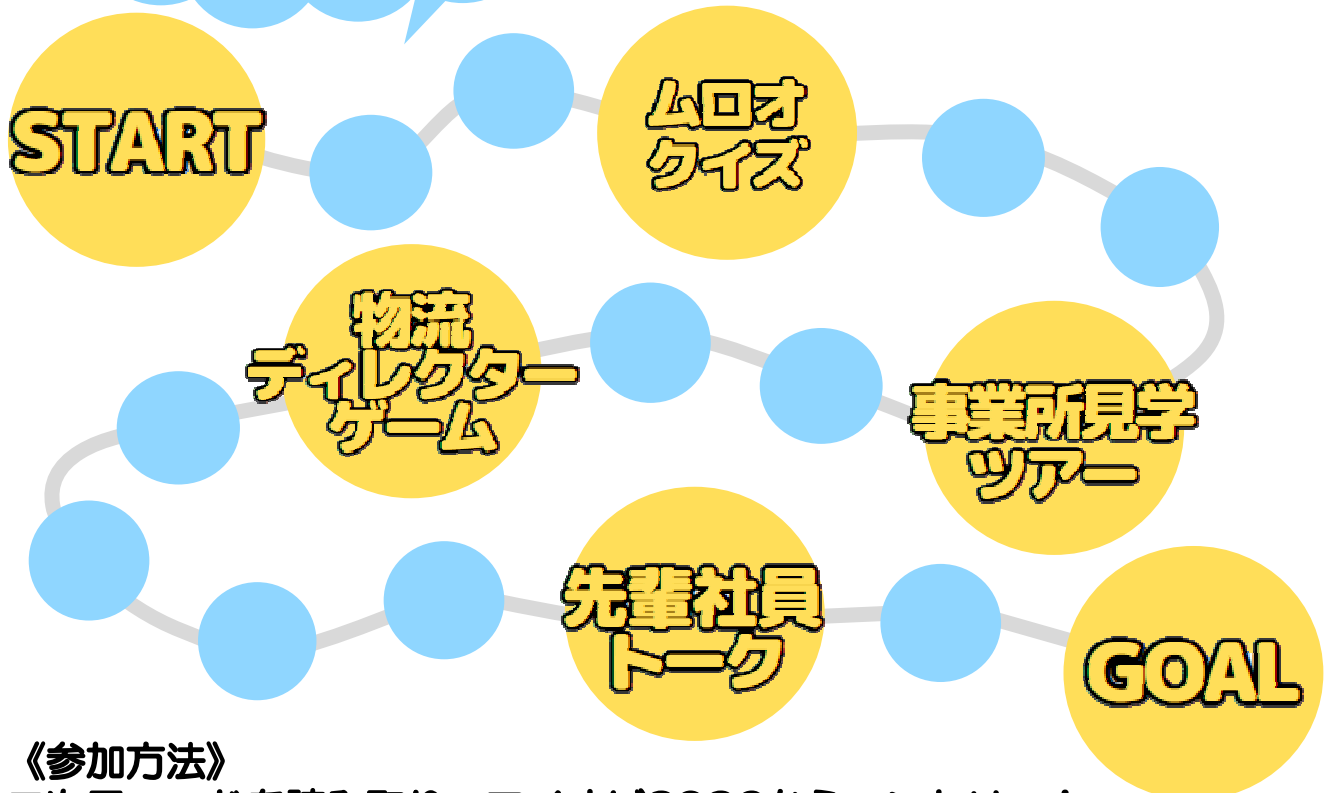 START
ムロオ
クイズ
事業所見学
ツアー
物流
ディレクター
ゲーム
先輩社員
トーク
GOAL
《参加方法》